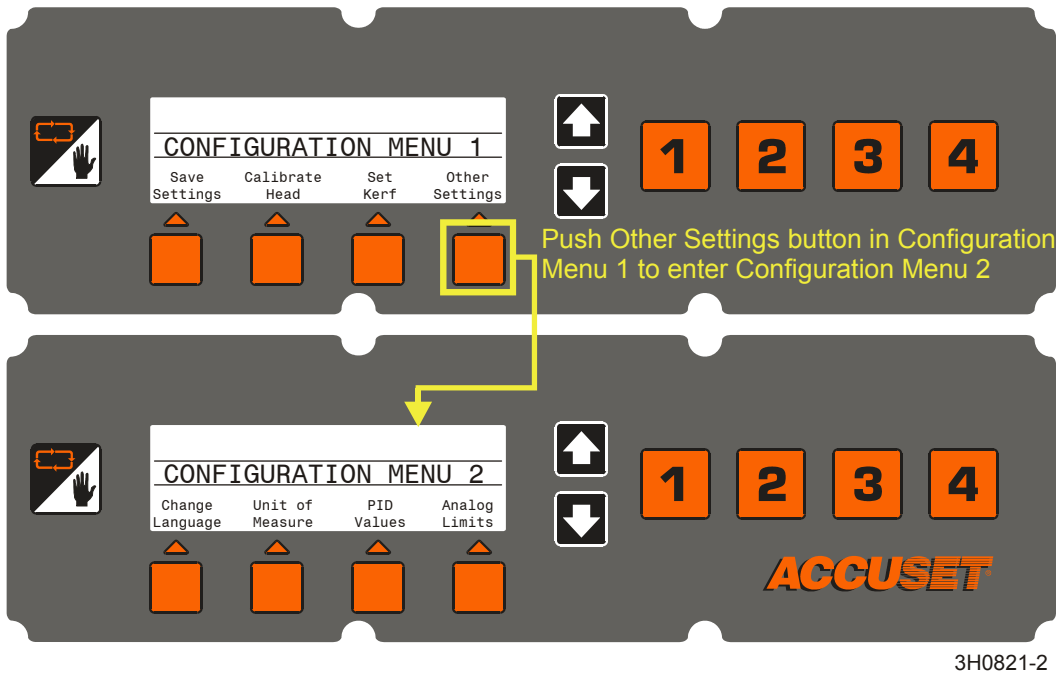 CONFIGURATION MENU 1
Save Settings
Calibrate Head
Set Kerf
Other Settings
1 2 3 4
Push Other Settings button in Configuration
Menu 1 to enter Configuration Menu 2
CONFIGURATION MENU 2
Change Language
Unit of Measure
PID Values
Analog Limits
1 2 3 4
ACCUSET
3H0821-2